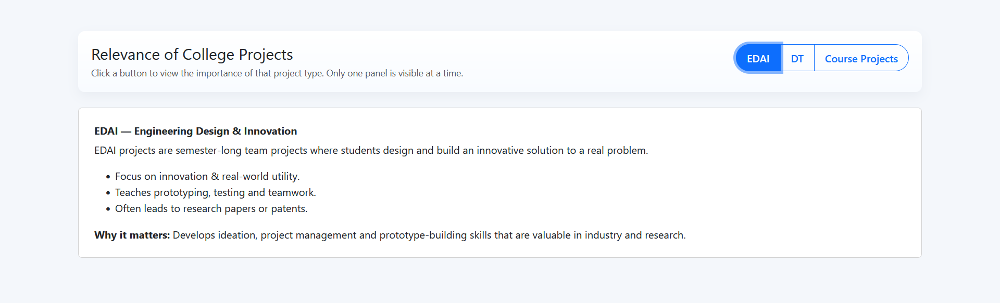 Relevance of College Projects
Click a button to view the importance of that project type. Only one panel is visible at a time.
EDAI
DT
Course Projects
EDAI — Engineering Design & Innovation
EDAI projects are semester-long team projects where students design and build an innovative solution to a real problem.
• Focus on innovation & real-world utility.
• Teaches prototyping, testing and teamwork.
• Often leads to research papers or patents.
Why it matters: Develops ideation, project management and prototype-building skills that are valuable in industry and research.